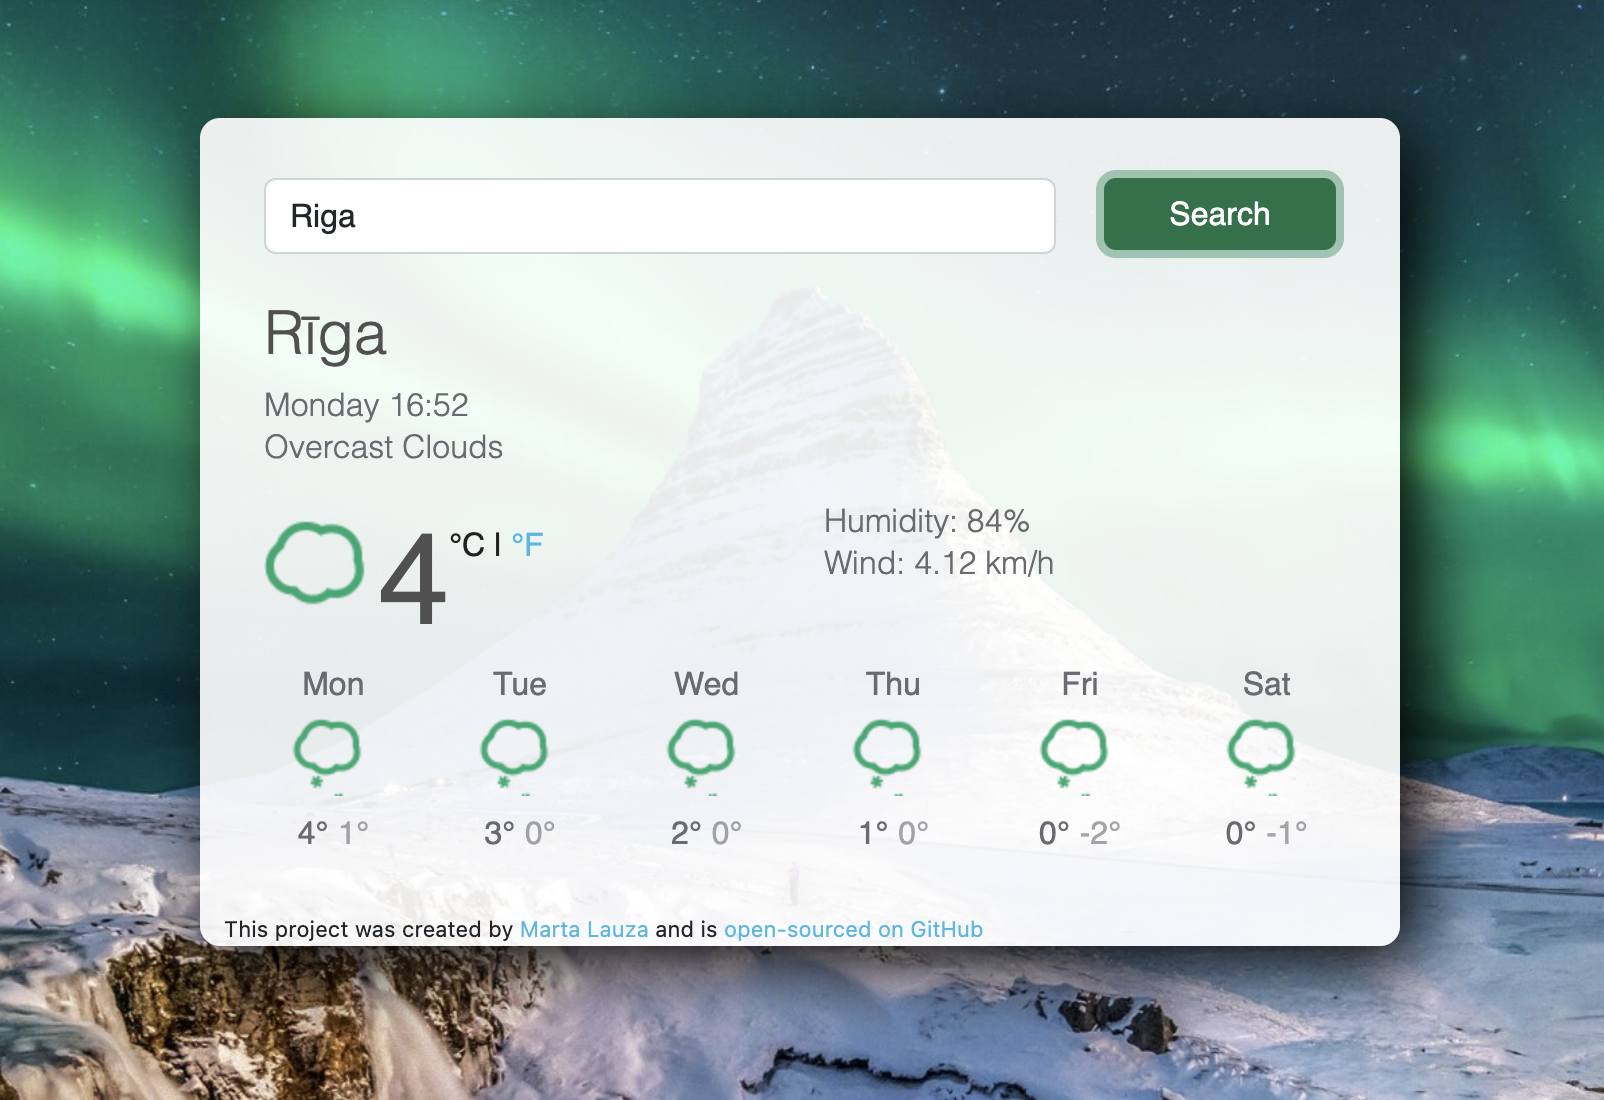 Riga
Search
Rīga
Monday 16:52
Overcast Clouds
4 °C | °F
Humidity: 84%
Wind: 4.12 km/h
Mon Tue Wed Thu Fri Sat
4° 1° 3° 0° 2° 0° 1° 0° 0° -2° 0° -1°
This project was created by Marta Lauza and is open-sourced on GitHub